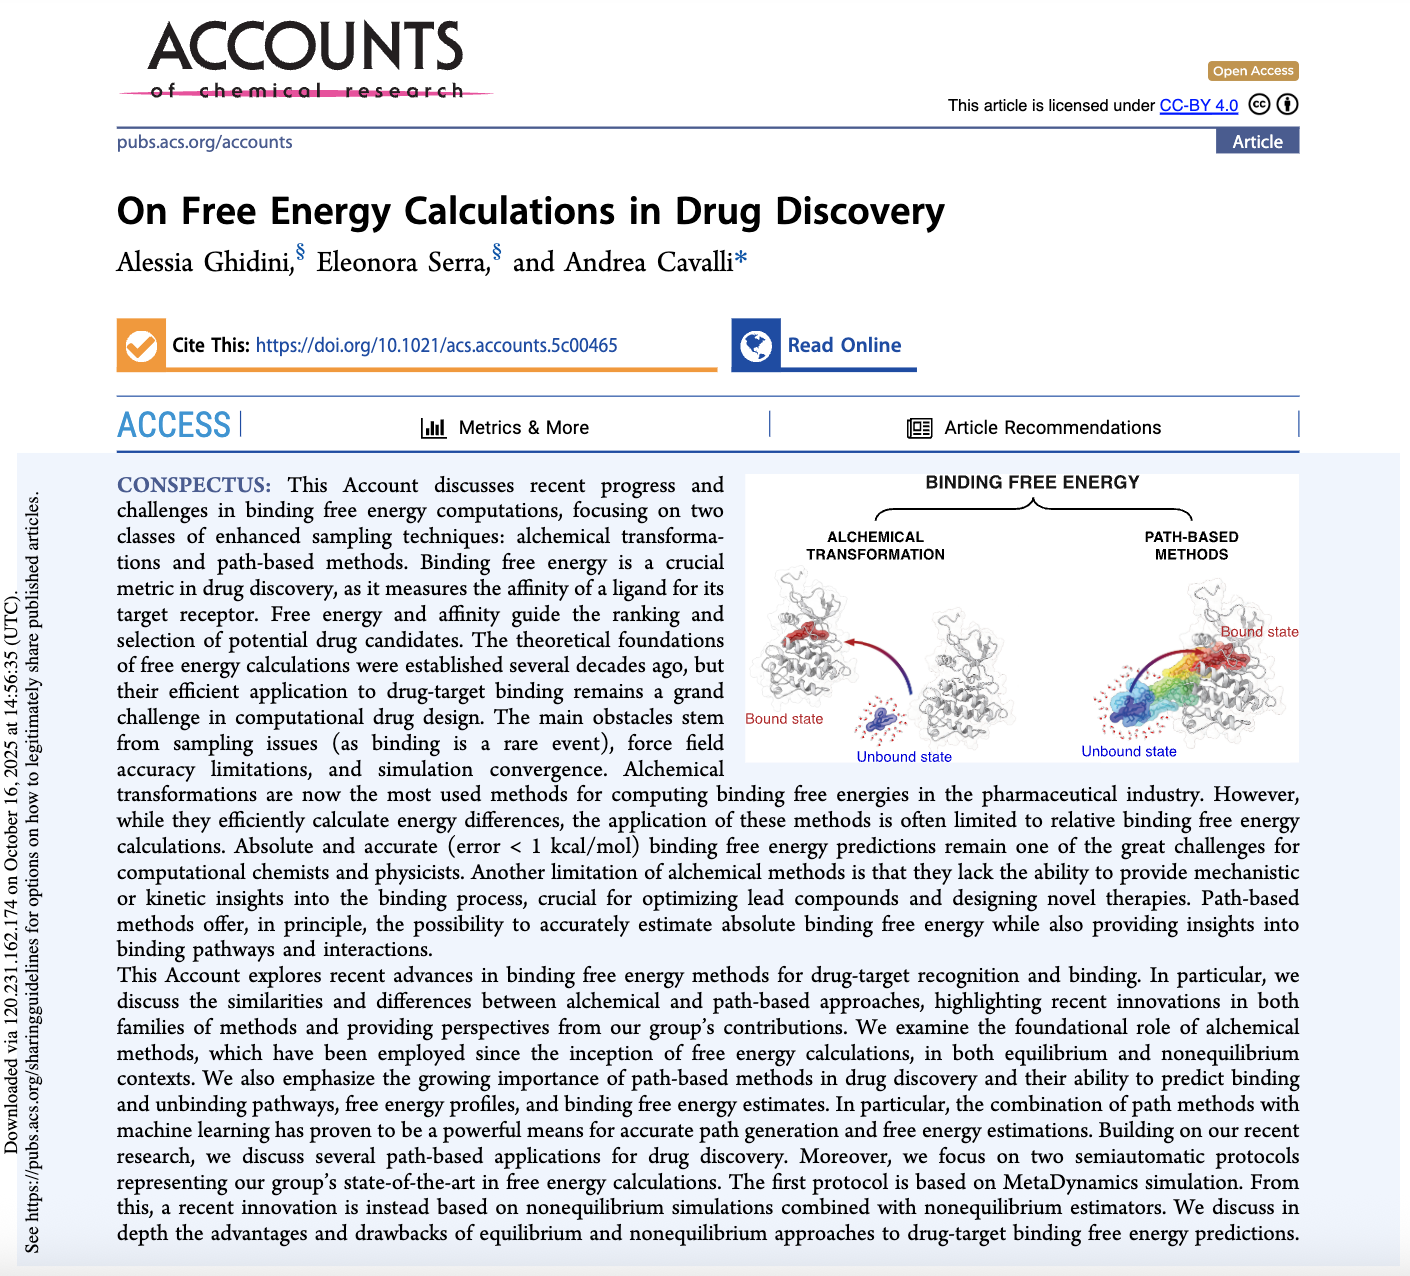 ACCOUNTS
of chemical research
Open Access
This article is licensed under CC-BY 4.0
cc
pubs.acs.org/accounts
Article
On Free Energy Calculations in Drug Discovery
Alessia Ghidini,§ Eleonora Serra,§ and Andrea Cavalli*
Cite This: https://doi.org/10.1021/acs.accounts.5c00465
Read Online
ACCESS
Metrics & More
Article Recommendations
CONSPECTUS: This Account discusses recent progress and
challenges in binding free energy computations, focusing on two
classes of enhanced sampling techniques: alchemical transforma-
tions and path-based methods. Binding free energy is a crucial
metric in drug discovery, as it measures the affinity of a ligand for its
target receptor. Free energy and affinity guide the ranking and
selection of potential drug candidates. The theoretical foundations
of free energy calculations were established several decades ago, but
their efficient application to drug-target binding remains a grand
challenge in computational drug design. The main obstacles stem
from sampling issues (as binding is a rare event), force field
accuracy limitations, and simulation convergence. Alchemical
BINDING FREE ENERGY
ALCHEMICAL
TRANSFORMATION
PATH-BASED
METHODS
Bound state
Unbound state
Bound state
Unbound state
transformations are now the most used methods for computing binding free energies in the pharmaceutical industry. However,
while they efficiently calculate energy differences, the application of these methods is often limited to relative binding free energy
calculations. Absolute and accurate (error < 1 kcal/mol) binding free energy predictions remain one of the great challenges for
computational chemists and physicists. Another limitation of alchemical methods is that they lack the ability to provide mechanistic
or kinetic insights into the binding process, crucial for optimizing lead compounds and designing novel therapies. Path-based
methods offer, in principle, the possibility to accurately estimate absolute binding free energy while also providing insights into
binding pathways and interactions.
This Account explores recent advances in binding free energy methods for drug-target recognition and binding. In particular, we
discuss the similarities and differences between alchemical and path-based approaches, highlighting recent innovations in both
families of methods and providing perspectives from our group's contributions. We examine the foundational role of alchemical
methods, which have been employed since the inception of free energy calculations, in both equilibrium and nonequilibrium
contexts. We also emphasize the growing importance of path-based methods in drug discovery and their ability to predict binding
and unbinding pathways, free energy profiles, and binding free energy estimates. In particular, the combination of path methods with
machine learning has proven to be a powerful means for accurate path generation and free energy estimations. Building on our recent
research, we discuss several path-based applications for drug discovery. Moreover, we focus on two semiautomatic protocols
representing our group's state-of-the-art in free energy calculations. The first protocol is based on MetaDynamics simulation. From
this, a recent innovation is instead based on nonequilibrium simulations combined with nonequilibrium estimators. We discuss in
depth the advantages and drawbacks of equilibrium and nonequilibrium approaches to drug-target binding free energy predictions.
Downloaded via 120.231.162.174 on October 16, 2025 at 14:56:35 (UTC).
See https://pubs.acs.org/sharingguidelines for options on how to legitimately share published articles.